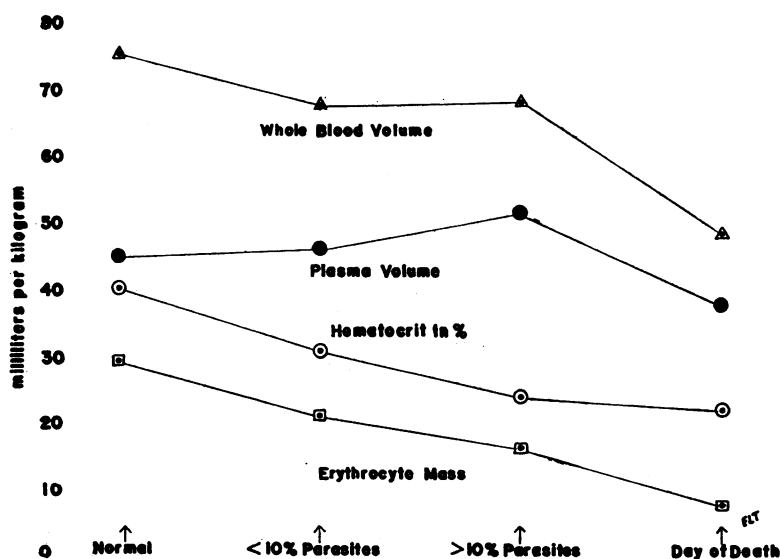 80
70
60
50
40
30
20
10
0
milliliters per kilogram
Whole Blood Volume
Plasma Volume
Hematocrit in %
Erythrocyte Mass
FLT
Normal
<10% Parasites
>10% Parasites
Day of Death